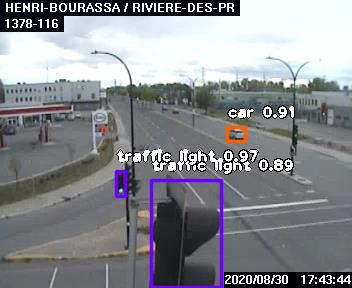 HENRI-BOURASSA / RIVIERE-DES-PR
1378-116
car 0.91
traffic light 0.97
traffic light 0.89
2020/08/30 17:43:44